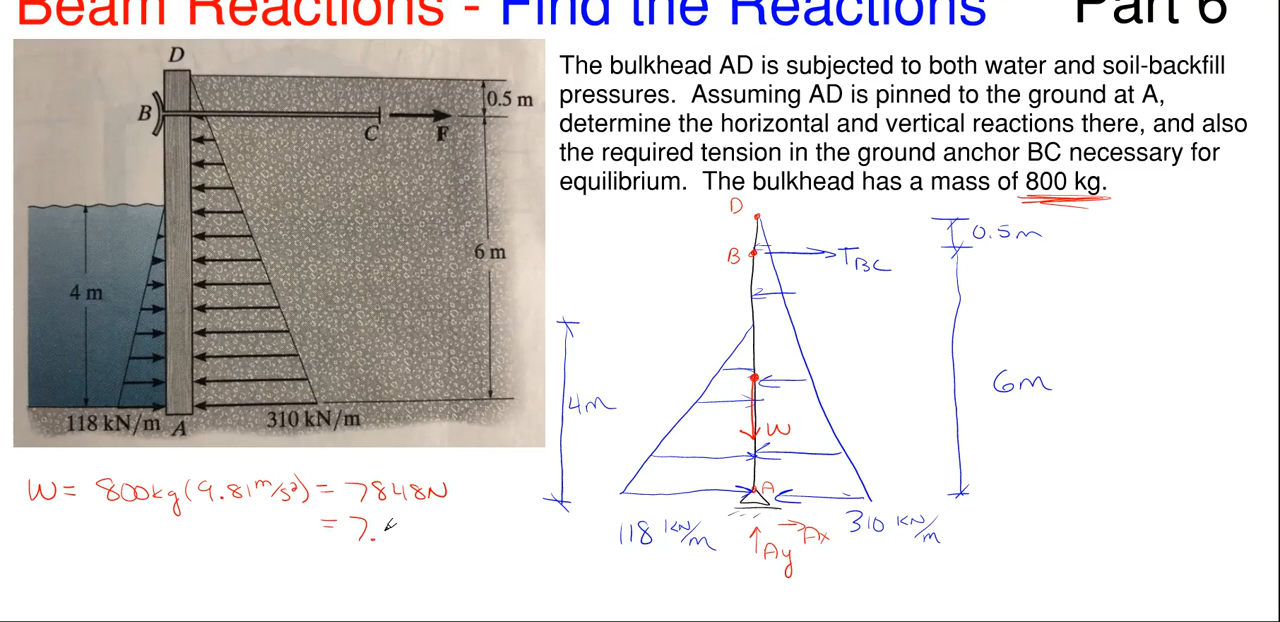 Beam Reactions - Find the Reactions Part 6
The bulkhead AD is subjected to both water and soil-backfill
pressures. Assuming AD is pinned to the ground at A,
determine the horizontal and vertical reactions there, and also
the required tension in the ground anchor BC necessary for
equilibrium. The bulkhead has a mass of 800 kg.
D
B
C
F
0.5 m
6 m
4 m
118 kN/m
A
310 kN/m
D
B
TBC
0.5m
6m
4m
W
A
118 kN/m
Ay
Ax
310 kN/m
W = 800kg(9.81m/s²) = 7848N
= 7.